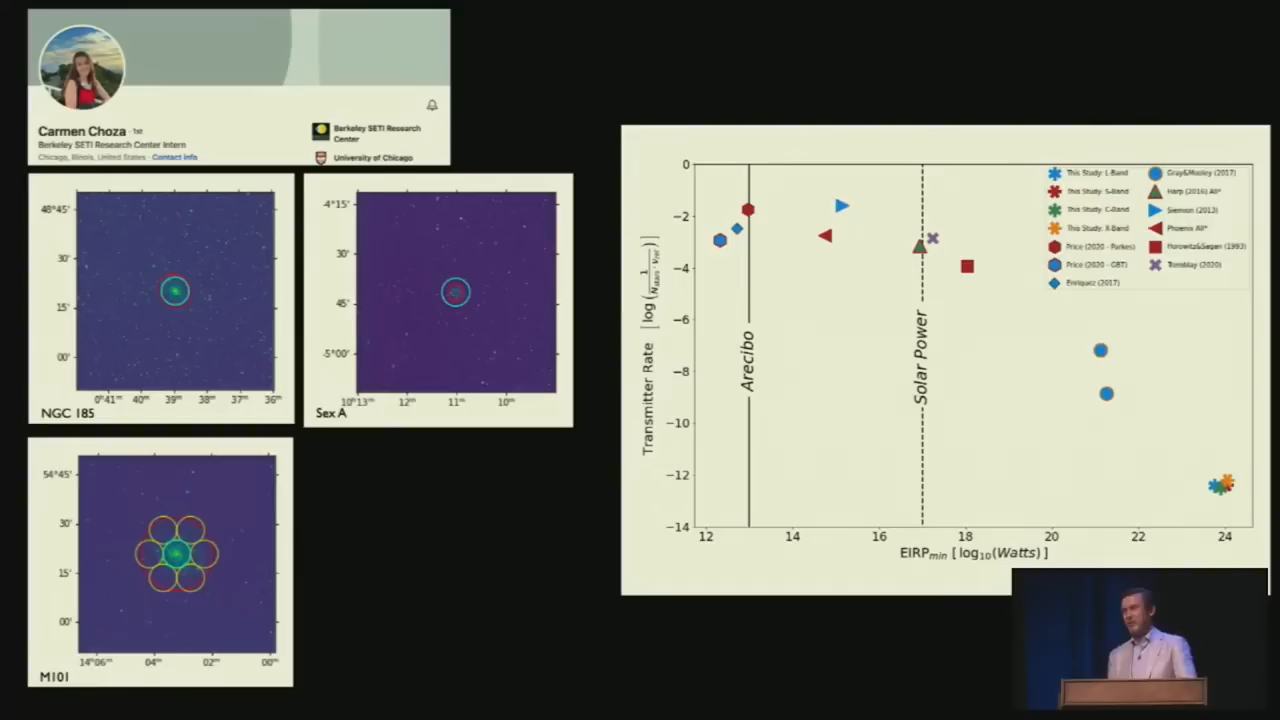 Carmen Choza · 1st
Berkeley SETI Research Center Intern
Chicago, Illinois, United States · Contact info
Berkeley SETI Research
Center
University of Chicago
48°45'
30'
15'
00'
0ʰ41ᵐ 40ᵐ 39ᵐ 38ᵐ 37ᵐ 36ᵐ
NGC 185
-4°15'
30'
45'
-5°00'
10ʰ13ᵐ 12ᵐ 11ᵐ 10ᵐ
Sex A
54°45'
30'
15'
00'
14ʰ06ᵐ 04ᵐ 02ᵐ 00ᵐ
M101
0
−2
−4
−6
−8
−10
−12
−14
12 14 16 18 20 22 24
Transmitter Rate
EIRPmin [ log10(Watts) ]
Arecibo
Solar Power
This Study: L-Band
This Study: S-Band
This Study: C-Band
This Study: X-Band
Price (2020 - Parkes)
Price (2020 - GBT)
Enriquez (2017)
Gray&Mooley (2017)
Harp (2016) All*
Siemion (2013)
Phoenix All*
Horowitz&Sagan (1993)
Tremblay (2020)